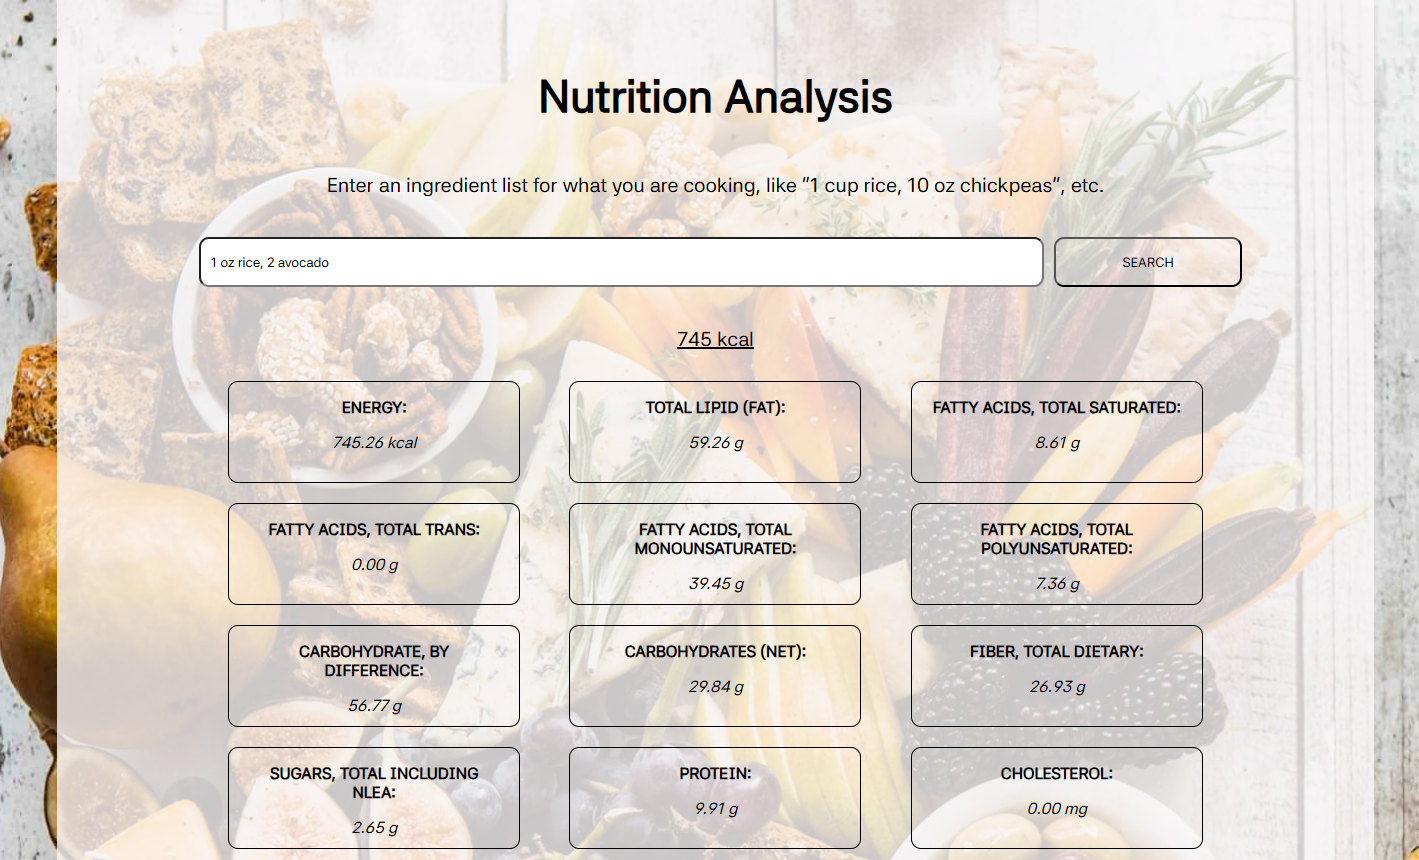 Nutrition Analysis
Enter an ingredient list for what you are cooking, like "1 cup rice, 10 oz chickpeas", etc.
1 oz rice, 2 avocado
SEARCH
745 kcal
ENERGY:
745.26 kcal
TOTAL LIPID (FAT):
59.26 g
FATTY ACIDS, TOTAL SATURATED:
8.61 g
FATTY ACIDS, TOTAL TRANS:
0.00 g
FATTY ACIDS, TOTAL
MONOUNSATURATED:
39.45 g
FATTY ACIDS, TOTAL
POLYUNSATURATED:
7.36 g
CARBOHYDRATE, BY
DIFFERENCE:
56.77 g
CARBOHYDRATES (NET):
29.84 g
FIBER, TOTAL DIETARY:
26.93 g
SUGARS, TOTAL INCLUDING
NLEA:
2.65 g
PROTEIN:
9.91 g
CHOLESTEROL:
0.00 mg